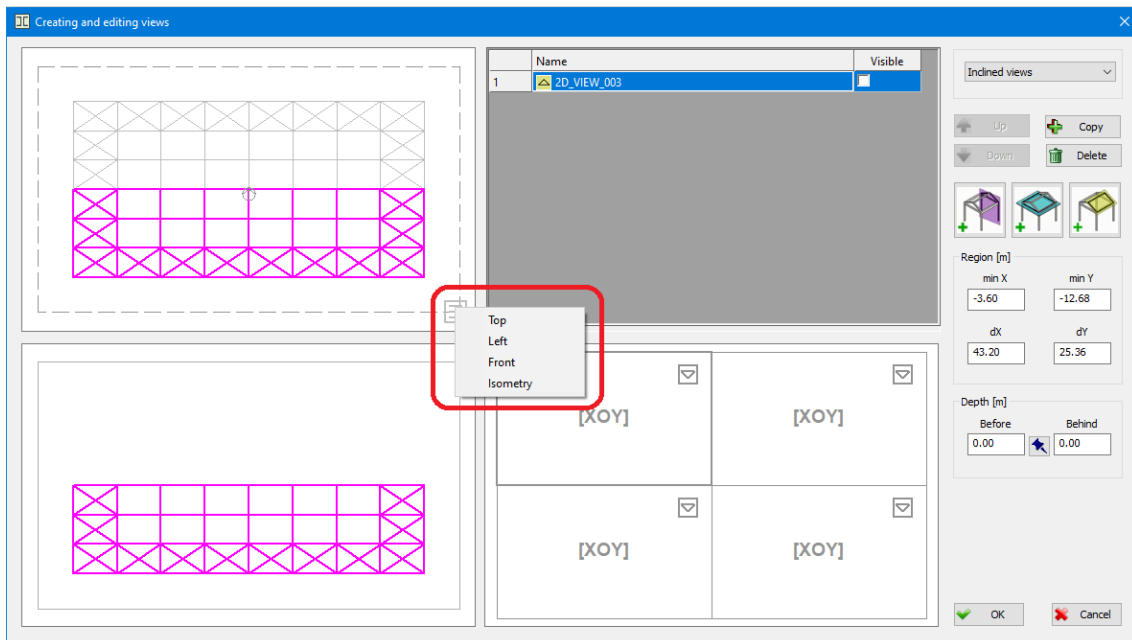 Creating and editing views
Name Visible
1 2D_VIEW_003
Top
Left
Front
Isometry
[XOY] [XOY]
[XOY] [XOY]
Inclined views
Up Copy
Down Delete
Region [m]
min X min Y
-3.60 -12.68
dX dY
43.20 25.36
Depth [m]
Before Behind
0.00 0.00
OK Cancel